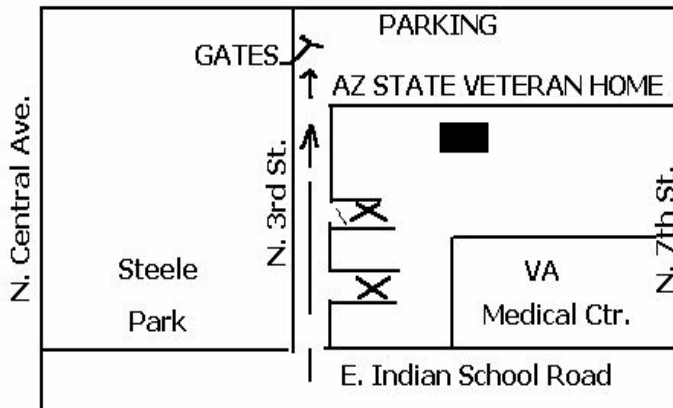 PARKING
GATES
AZ STATE VETERAN HOME
N. Central Ave.
N. 3rd St.
N. 7th St.
Steele
Park
VA
Medical Ctr.
E. Indian School Road